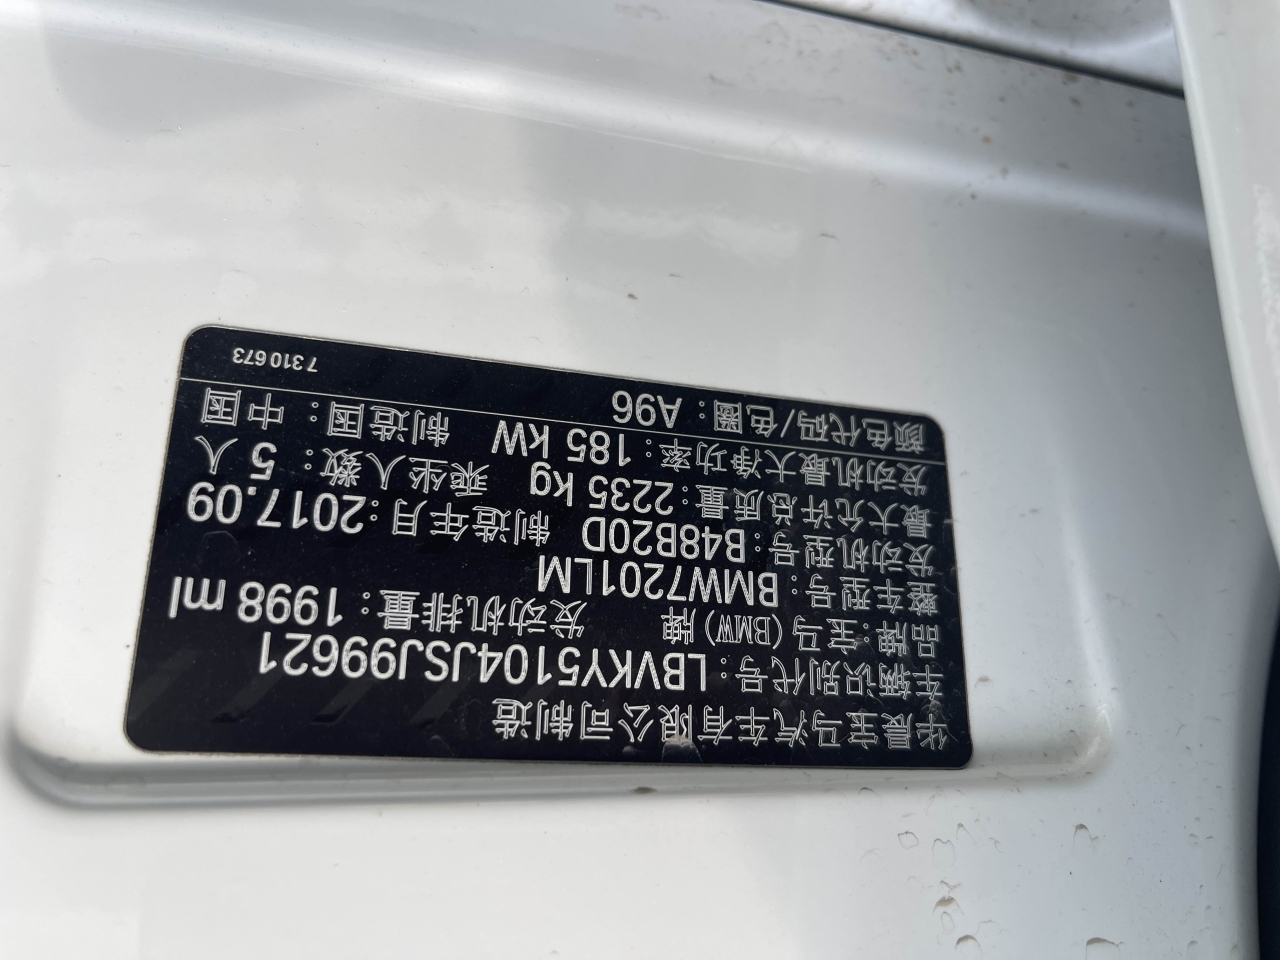 华晨宝马汽车有限公司制造
车辆识别代号：LBVKY5104JSJ99621
品牌：宝马(BMW)牌 发动机排量：1998 ml
整车型号：BMW7201LM
发动机型号：B48B20D 制造年月：2017.09
最大允许总质量：2235 kg 乘坐人数：5 人
发动机最大净功率：185 kW 制造国：中国
颜色代码/色圈：A96
7310673